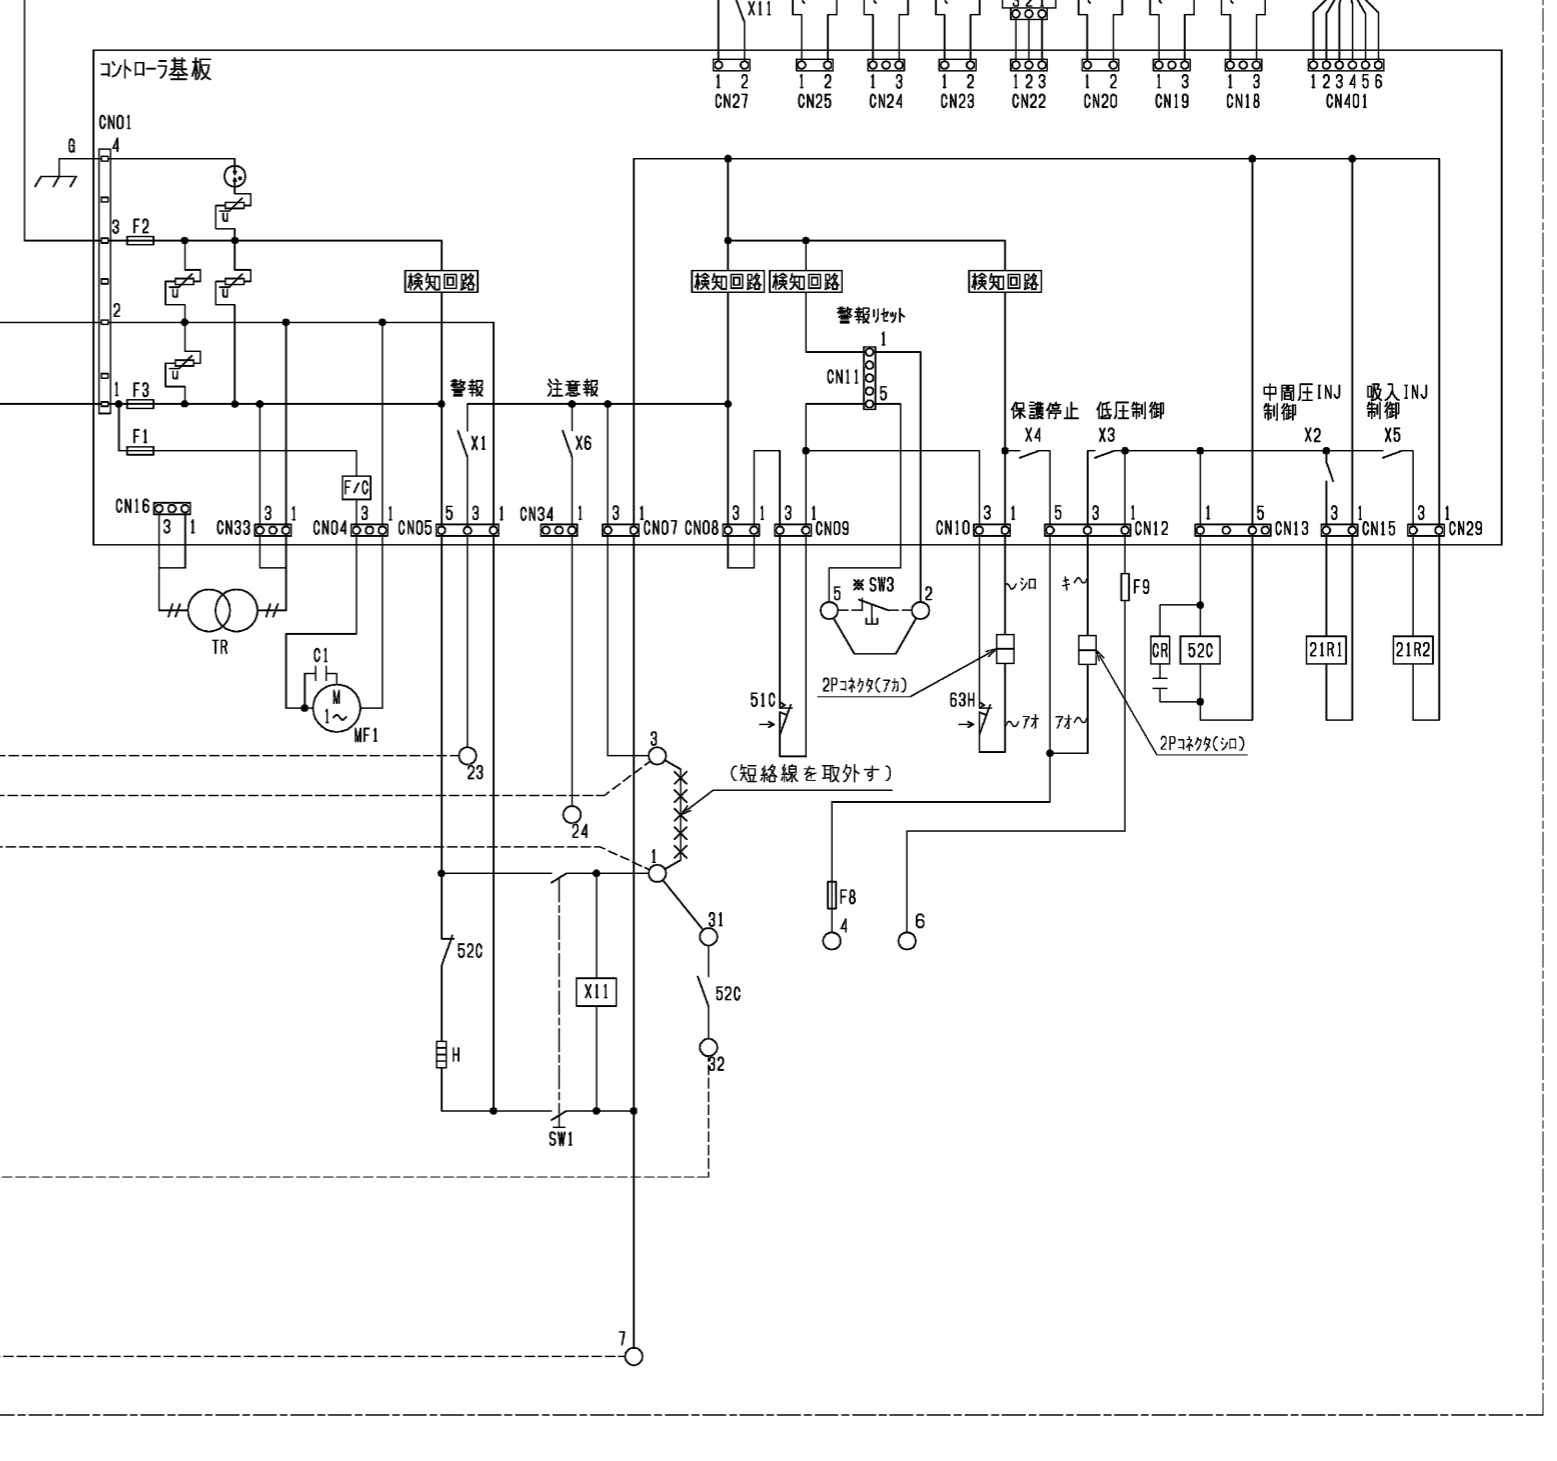 X11
3 2 1
コントローラ基板
1 2
CN27
1 2
CN25
1 3
CN24
1 2
CN23
1 2 3
CN22
1 2
CN20
1 3
CN19
1 3
CN18
1 2 3 4 5 6
CN401
CN01
G
4
u
3
F2
u
u
検知回路
検知回路
検知回路
検知回路
2
警報リセット
1
CN11
5
u
1
F3
警報
注意報
保護停止
低圧制御
中間圧INJ
制御
吸入INJ
制御
F1
X1
X6
X4
X3
X2
X5
F/C
CN16
3 1
CN33
3 1
CN04
3 1
CN05
5 3 1
CN34
1
3 1
CN07
CN08
3 1
3 1
CN09
CN10
3 1
5 3 1
CN12
1 5
CN13
3 1
CN15
3 1
CN29
TR
C1
M
1～
MF1
5
※SW3
2
シロ
キ
F9
CR
52C
21R1
21R2
2Pコネクタ(アカ)
51C
63H
アオ
アオ
2Pコネクタ(シロ)
23
3
(短絡線を取外す)
24
1
F8
4
6
31
52C
X11
52C
H
32
SW1
7